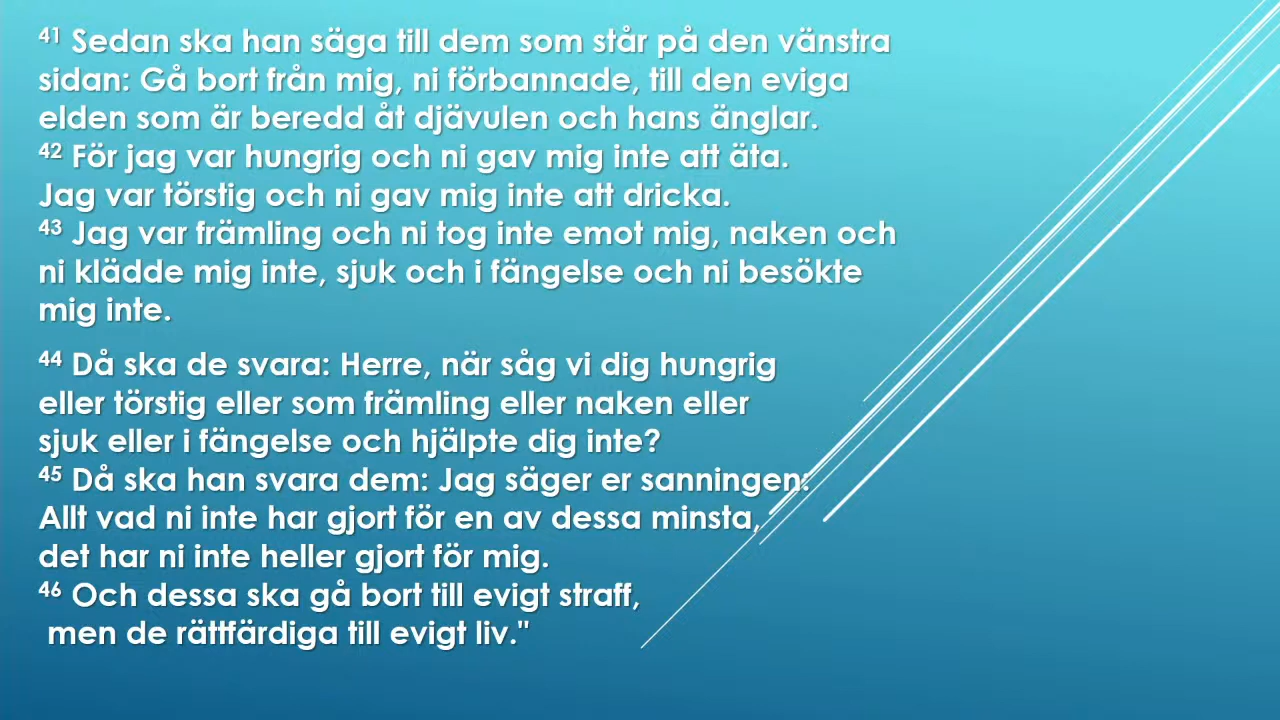 41 Sedan ska han säga till dem som står på den vänstra
sidan: Gå bort från mig, ni förbannade, till den eviga
elden som är beredd åt djävulen och hans änglar.
42 För jag var hungrig och ni gav mig inte att äta.
Jag var törstig och ni gav mig inte att dricka.
43 Jag var främling och ni tog inte emot mig, naken och
ni klädde mig inte, sjuk och i fängelse och ni besökte
mig inte.
44 Då ska de svara: Herre, när såg vi dig hungrig
eller törstig eller som främling eller naken eller
sjuk eller i fängelse och hjälpte dig inte?
45 Då ska han svara dem: Jag säger er sanningen:
Allt vad ni inte har gjort för en av dessa minsta,
det har ni inte heller gjort för mig.
46 Och dessa ska gå bort till evigt straff,
men de rättfärdiga till evigt liv."